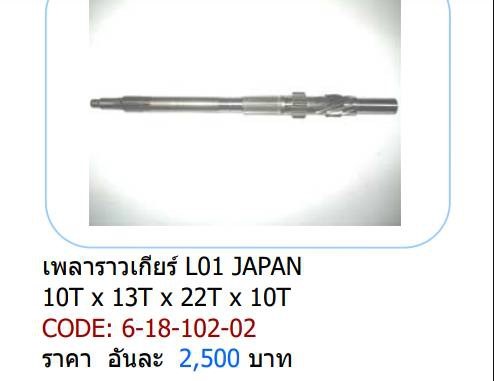 เพลาราวเกียร์ L01 JAPAN
10T x 13T x 22T x 10T
CODE: 6-18-102-02
ราคา อันละ 2,500 บาท